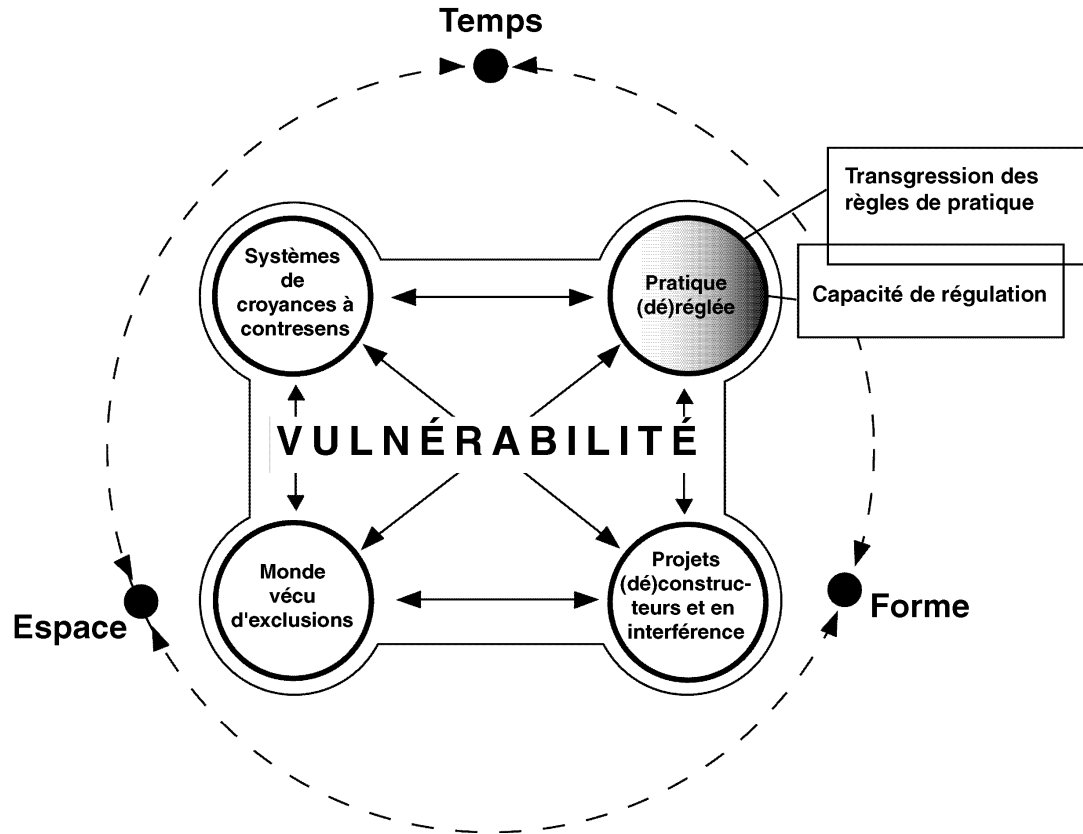 Temps
Transgression des
règles de pratique
Systèmes
de
croyances à
contresens
Pratique
(dé)réglée
Capacité de régulation
VULNÉRABILITÉ
Monde
vécu
d'exclusions
Projets
(dé)construc-
teurs et en
interférence
Espace
Forme